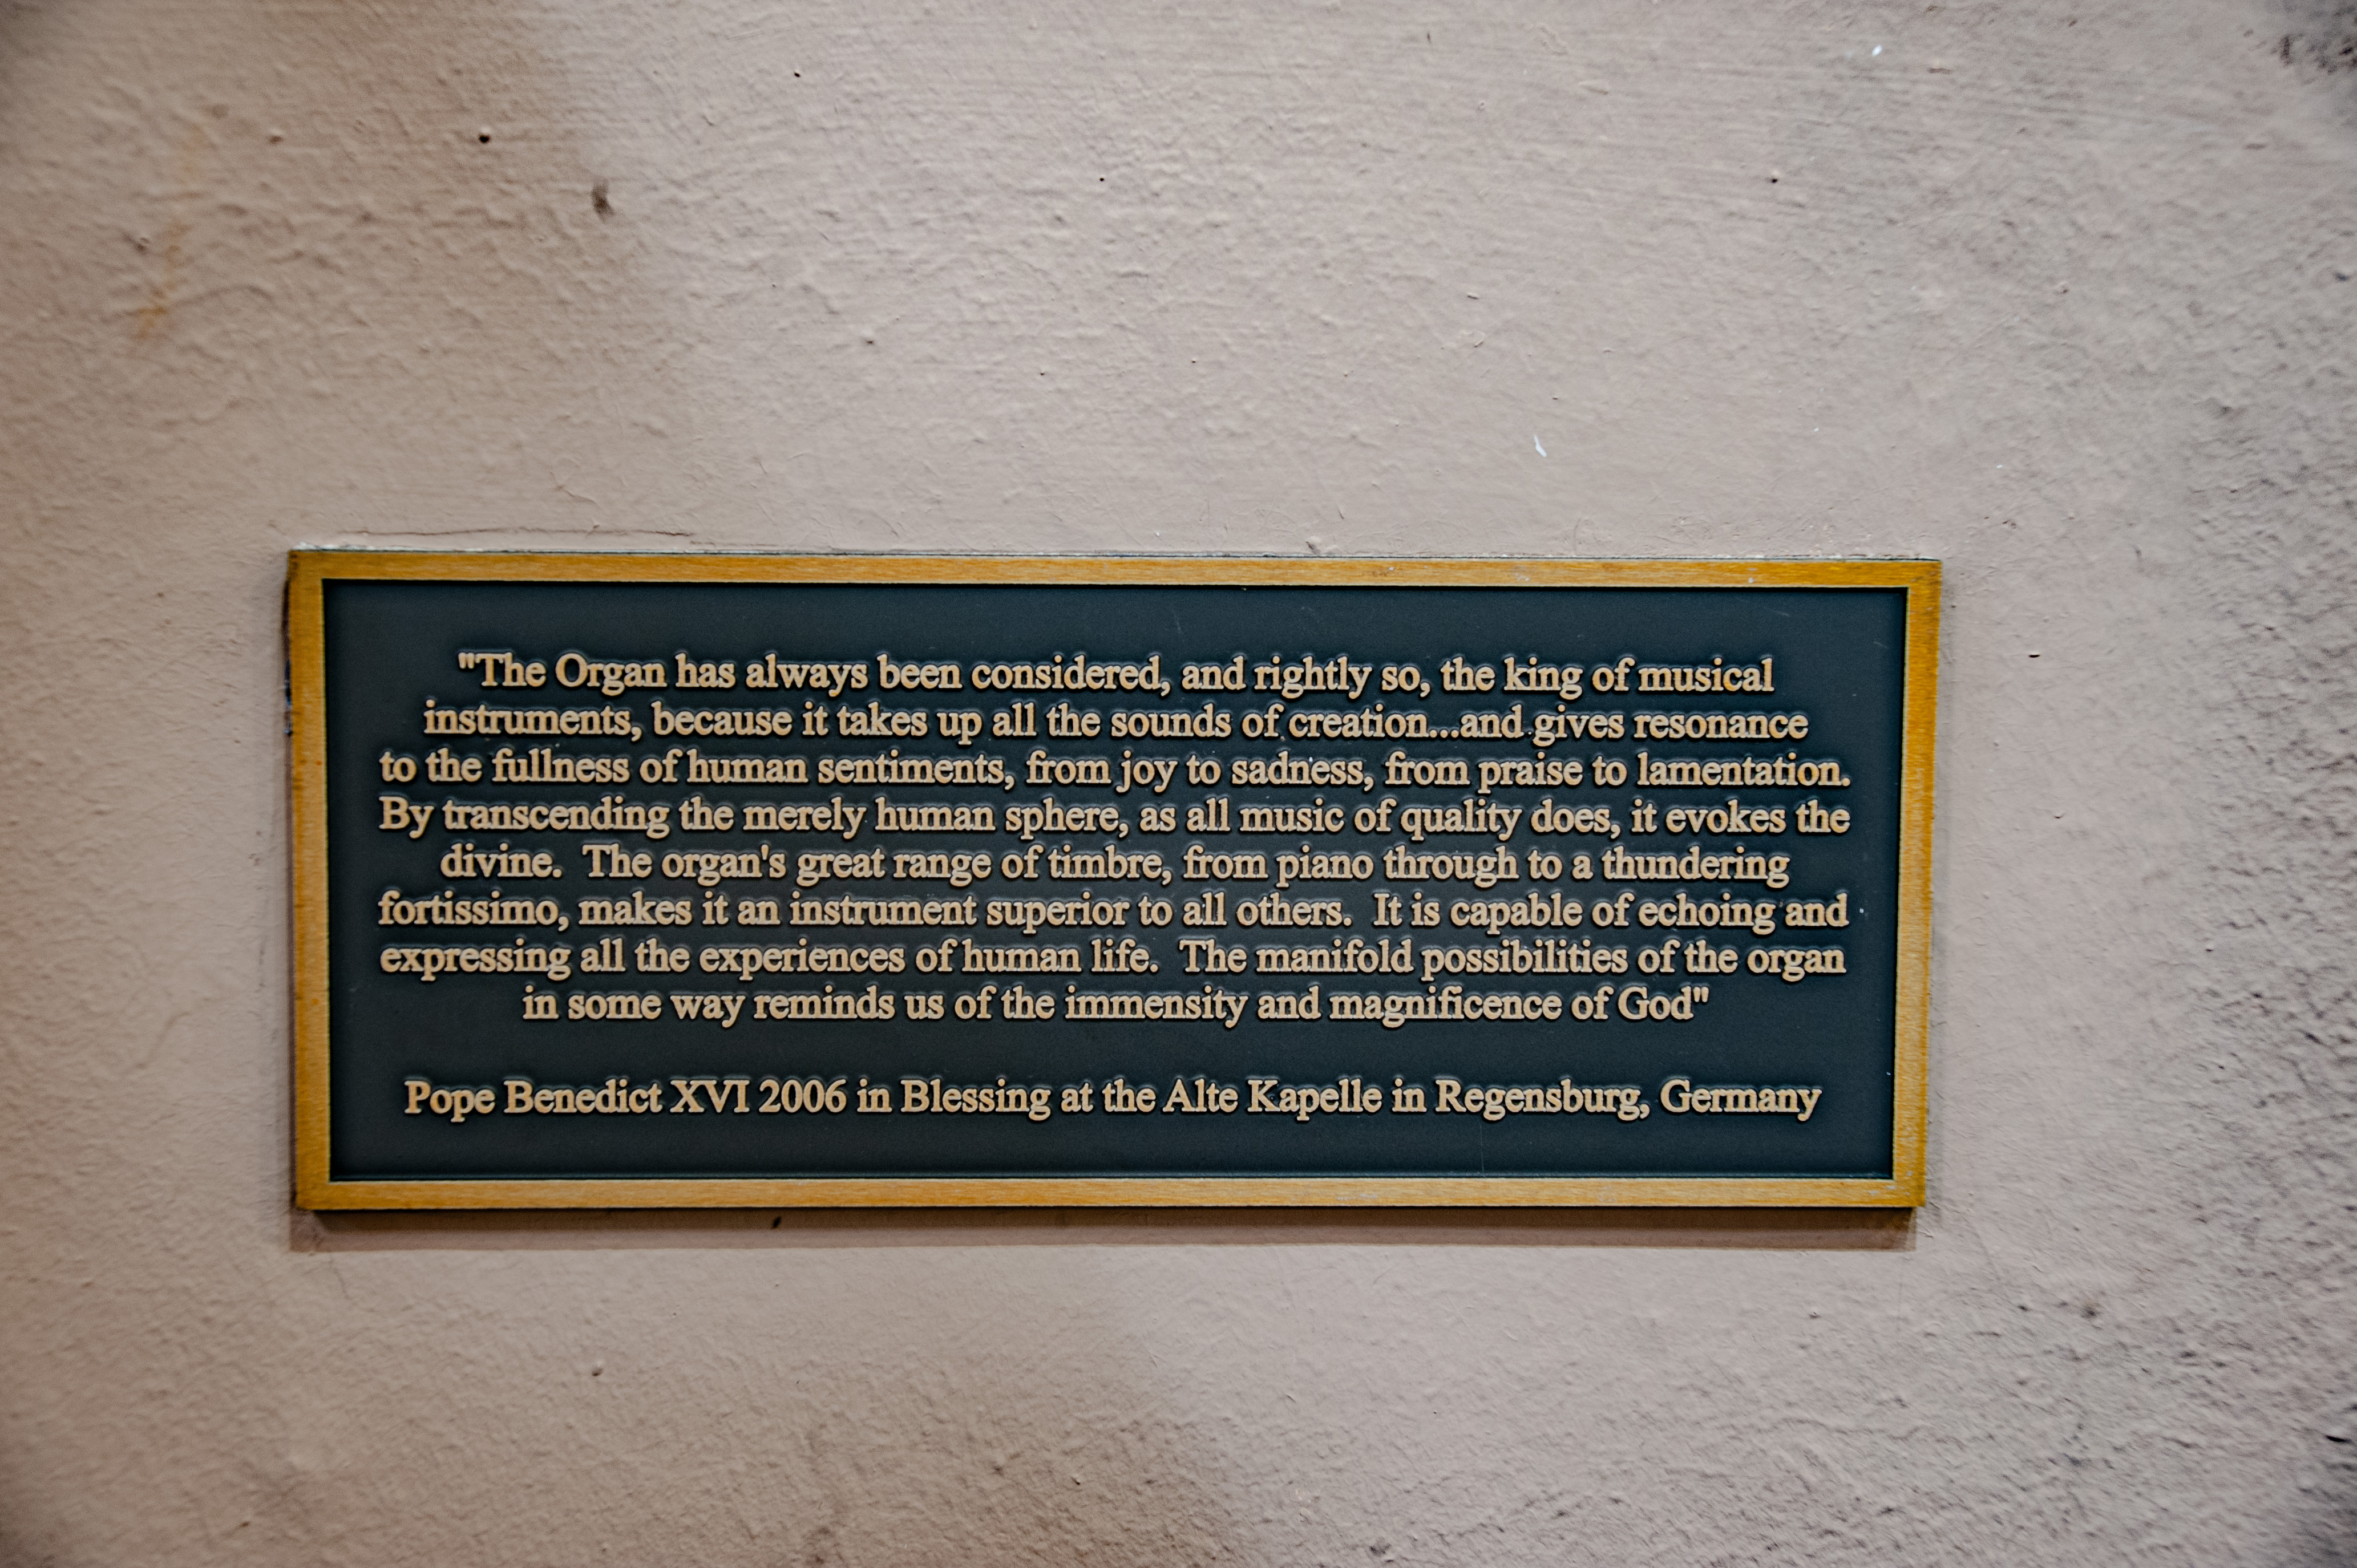 "The Organ has always been considered, and rightly so, the king of musical
instruments, because it takes up all the sounds of creation...and gives resonance
to the fullness of human sentiments, from joy to sadness, from praise to lamentation.
By transcending the merely human sphere, as all music of quality does, it evokes the
divine.  The organ's great range of timbre, from piano through to a thundering
fortissimo, makes it an instrument superior to all others.  It is capable of echoing and
expressing all the experiences of human life.  The manifold possibilities of the organ
in some way reminds us of the immensity and magnificence of God"
Pope Benedict XVI 2006 in Blessing at the Alte Kapelle in Regensburg, Germany